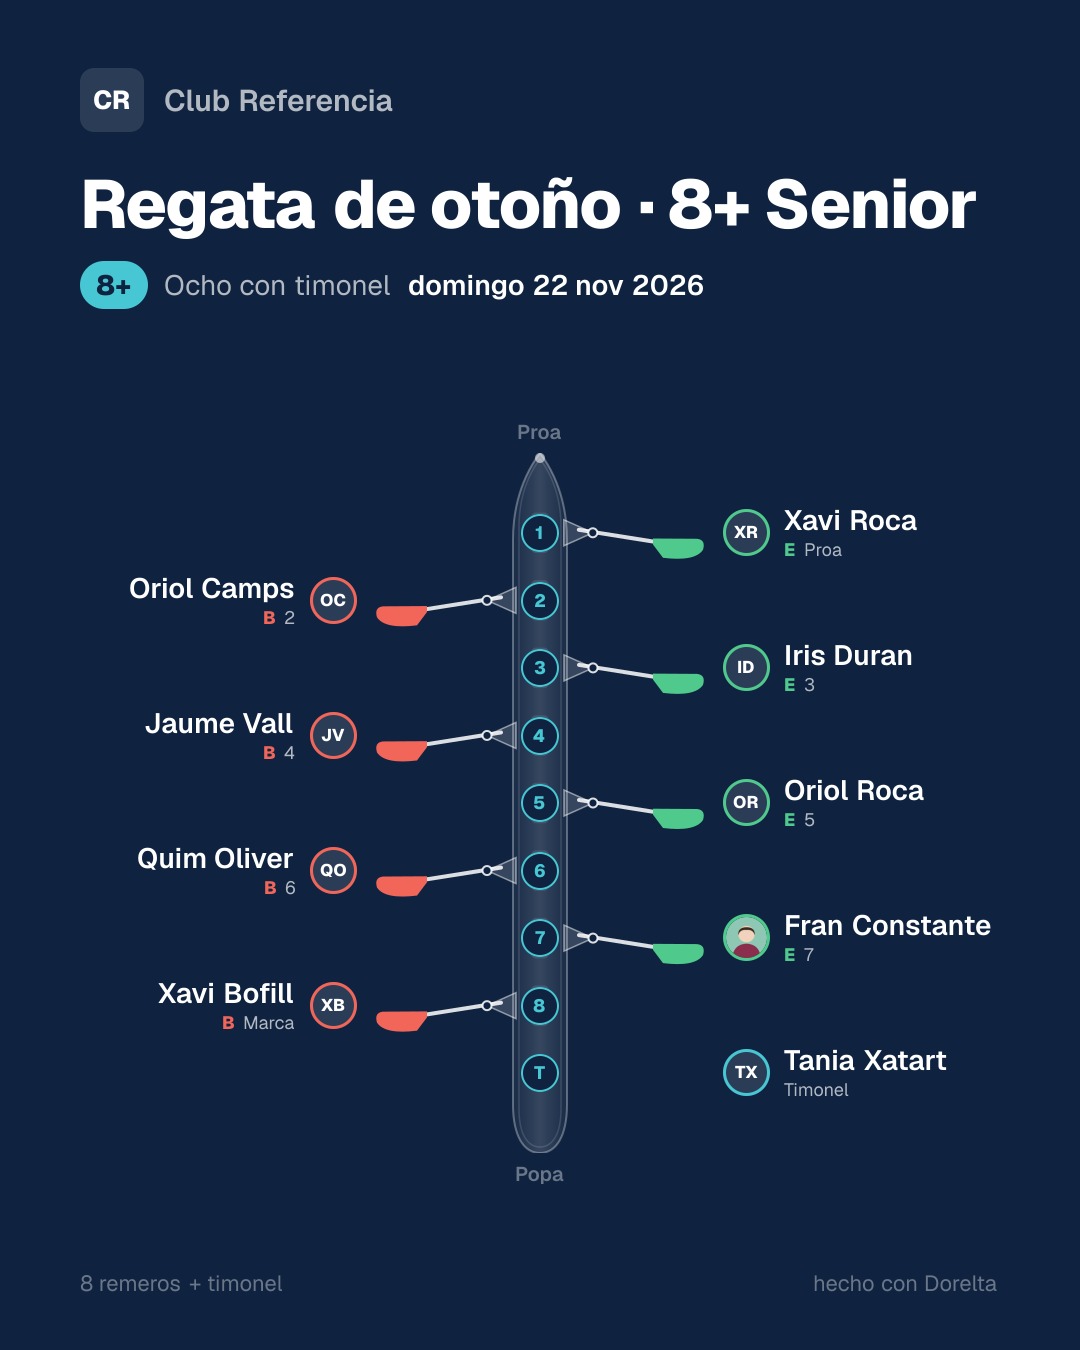 CR Club Referencia
Regata de otoño · 8+ Senior
8+ Ocho con timonel domingo 22 nov 2026
Proa
1 XR Xavi Roca
E Proa
Oriol Camps OC 2
B 2
3 ID Iris Duran
E 3
Jaume Vall JV 4
B 4
5 OR Oriol Roca
E 5
Quim Oliver QO 6
B 6
7 Fran Constante
E 7
Xavi Bofill XB 8
B Marca
T TX Tania Xatart
Timonel
Popa
8 remeros + timonel hecho con Dorelta